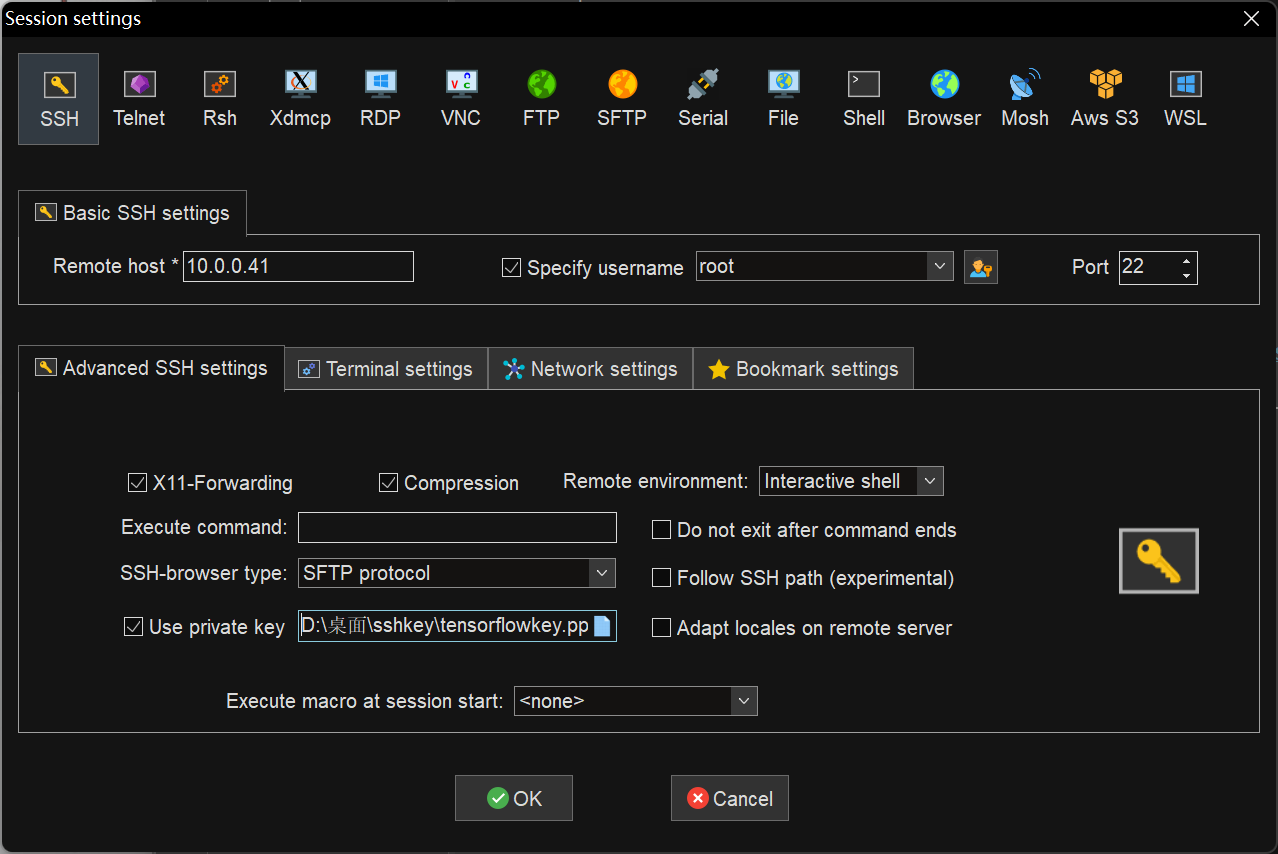 Session settings
SSH Telnet Rsh Xdmcp RDP VNC FTP SFTP Serial File Shell Browser Mosh Aws S3 WSL
Basic SSH settings
Remote host * 10.0.0.41 Specify username root Port 22
Advanced SSH settings Terminal settings Network settings Bookmark settings
X11-Forwarding Compression Remote environment: Interactive shell
Execute command: Do not exit after command ends
SSH-browser type: SFTP protocol Follow SSH path (experimental)
Use private key D:\桌面\sshkey\tensorflowkey.pp Adapt locales on remote server
Execute macro at session start: <none>
OK Cancel